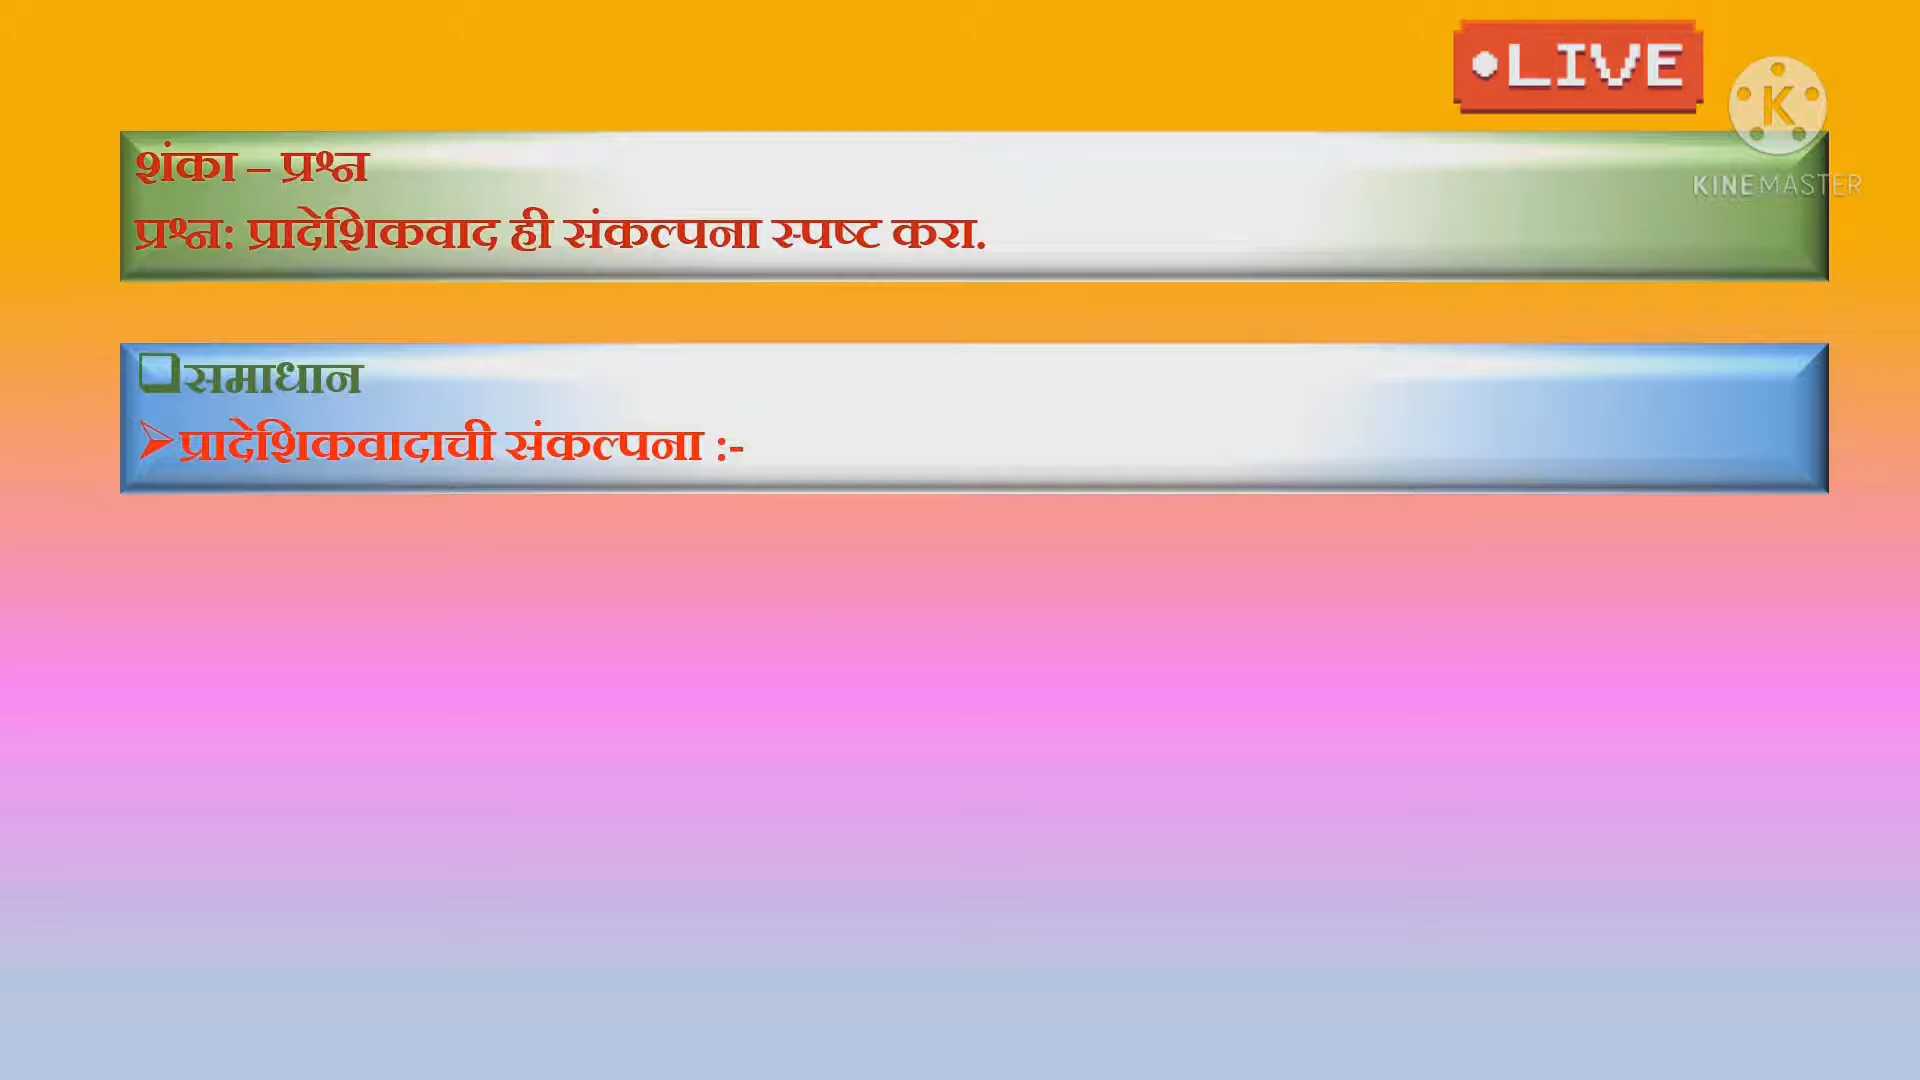 LIVE
K
KINEMASTER
शंका – प्रश्न
प्रश्न: प्रादेशिकवाद ही संकल्पना स्पष्ट करा.
समाधान
प्रादेशिकवादाची संकल्पना :-